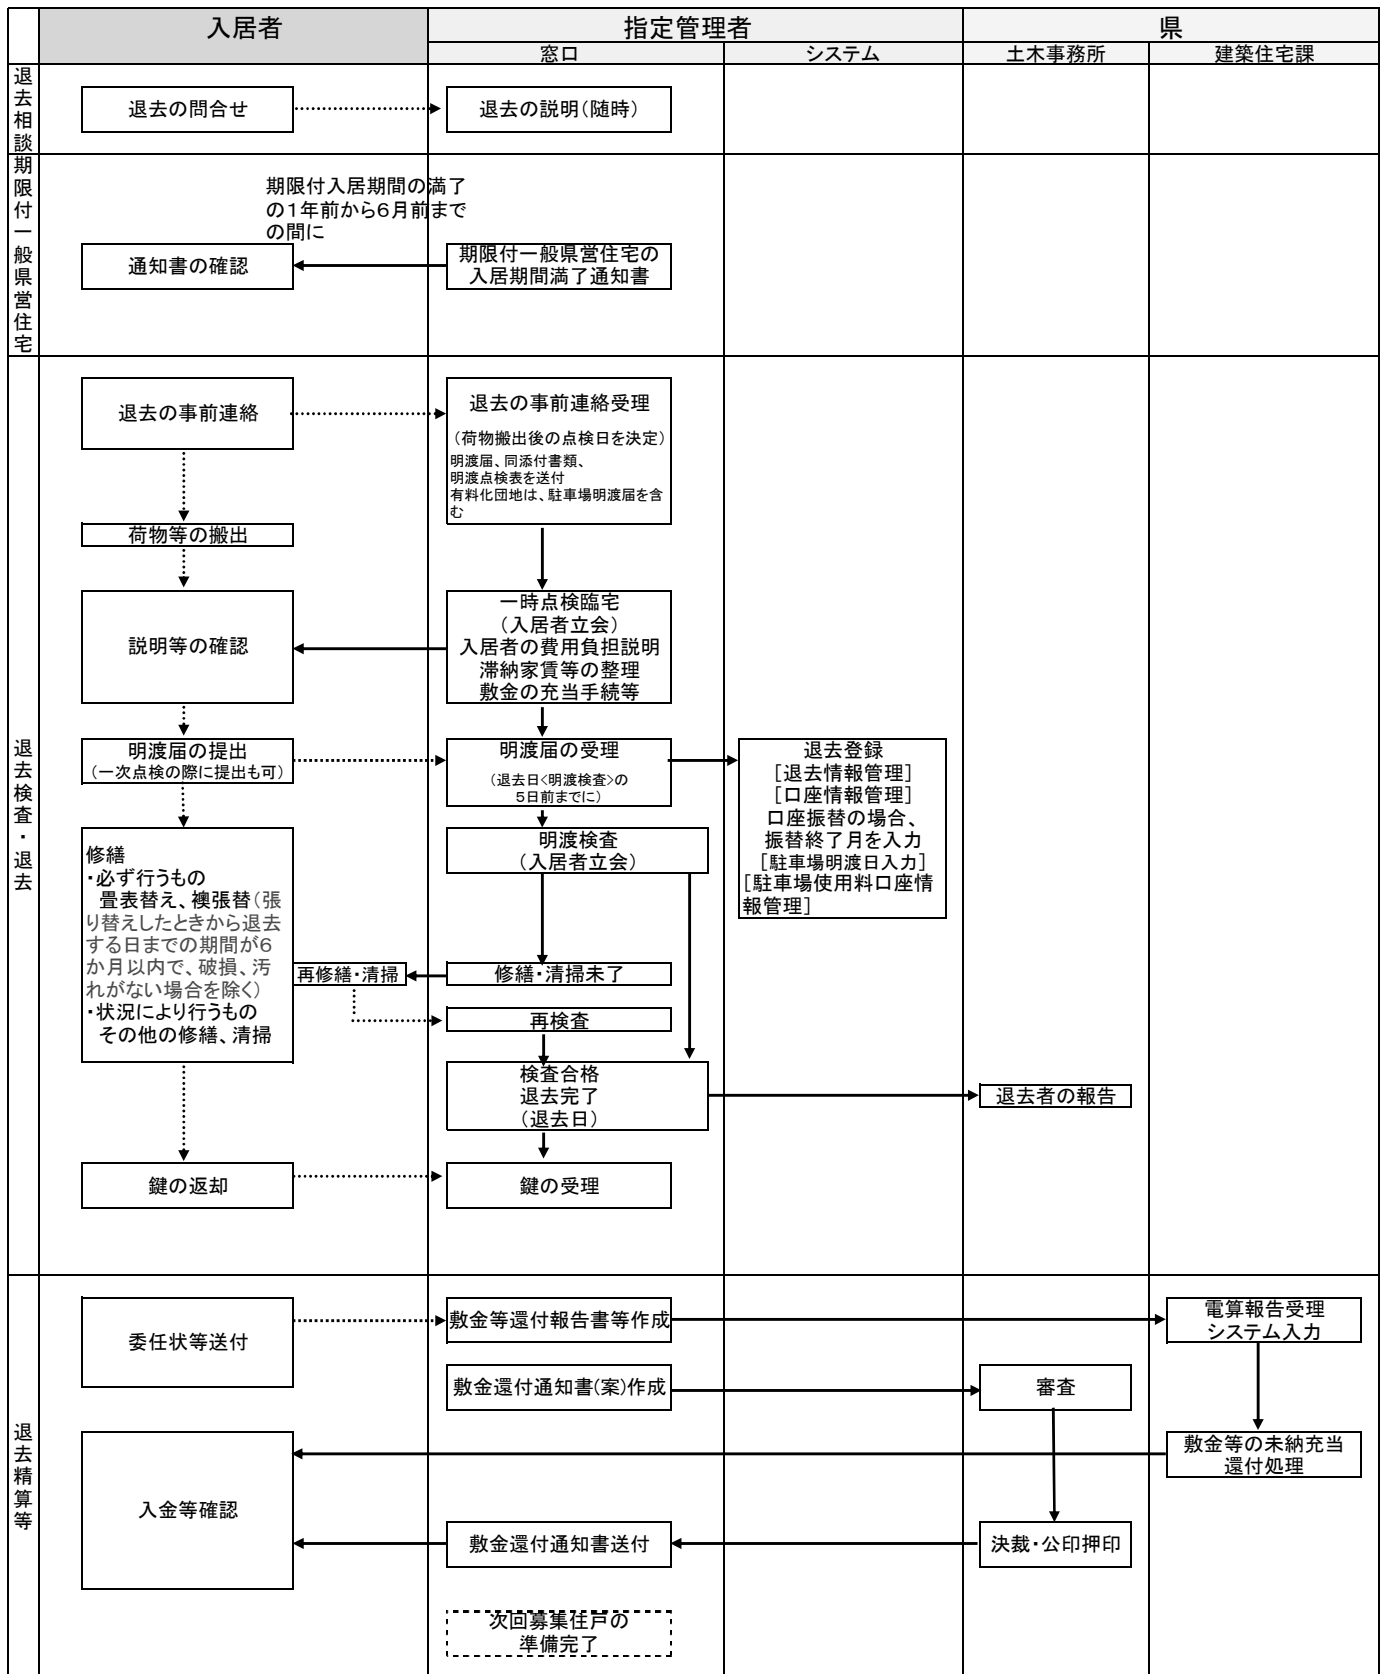 入居者
指定管理者
県
窓口
システム
土木事務所
建築住宅課
退去相談
退去の問合せ
退去の説明（随時）
期限付一般県営住宅
期限付入居期間の満了
の１年前から６月前まで
の間に
通知書の確認
期限付一般県営住宅の
入居期間満了通知書
退去検査・退去
退去の事前連絡
退去の事前連絡受理
（荷物搬出後の点検日を決定）
明渡届、同添付書類、
明渡点検表を送付
有料化団地は、駐車場明渡届を含
む
荷物等の搬出
説明等の確認
一時点検臨宅
（入居者立会）
入居者の費用負担説明
滞納家賃等の整理
敷金の充当手続等
明渡届の提出
（一次点検の際に提出も可）
明渡届の受理
（退去日<明渡検査>の
５日前までに）
退去登録
［退去情報管理］
［口座情報管理］
口座振替の場合、
振替終了月を入力
［駐車場明渡日入力］
［駐車場使用料口座情
報管理］
明渡検査
（入居者立会）
修繕
・必ず行うもの
畳表替え、襖張替（張
り替えしたときから退去
する日までの期間が６
か月以内で、破損、汚
れがない場合を除く）
・状況により行うもの
その他の修繕、清掃
再修繕・清掃
修繕・清掃未了
再検査
検査合格
退去完了
（退去日）
退去者の報告
鍵の返却
鍵の受理
退去精算等
委任状等送付
敷金等還付報告書等作成
電算報告受理
システム入力
敷金還付通知書(案)作成
審査
入金等確認
敷金等の未納充当
還付処理
敷金還付通知書送付
決裁・公印押印
次回募集住戸の
準備完了